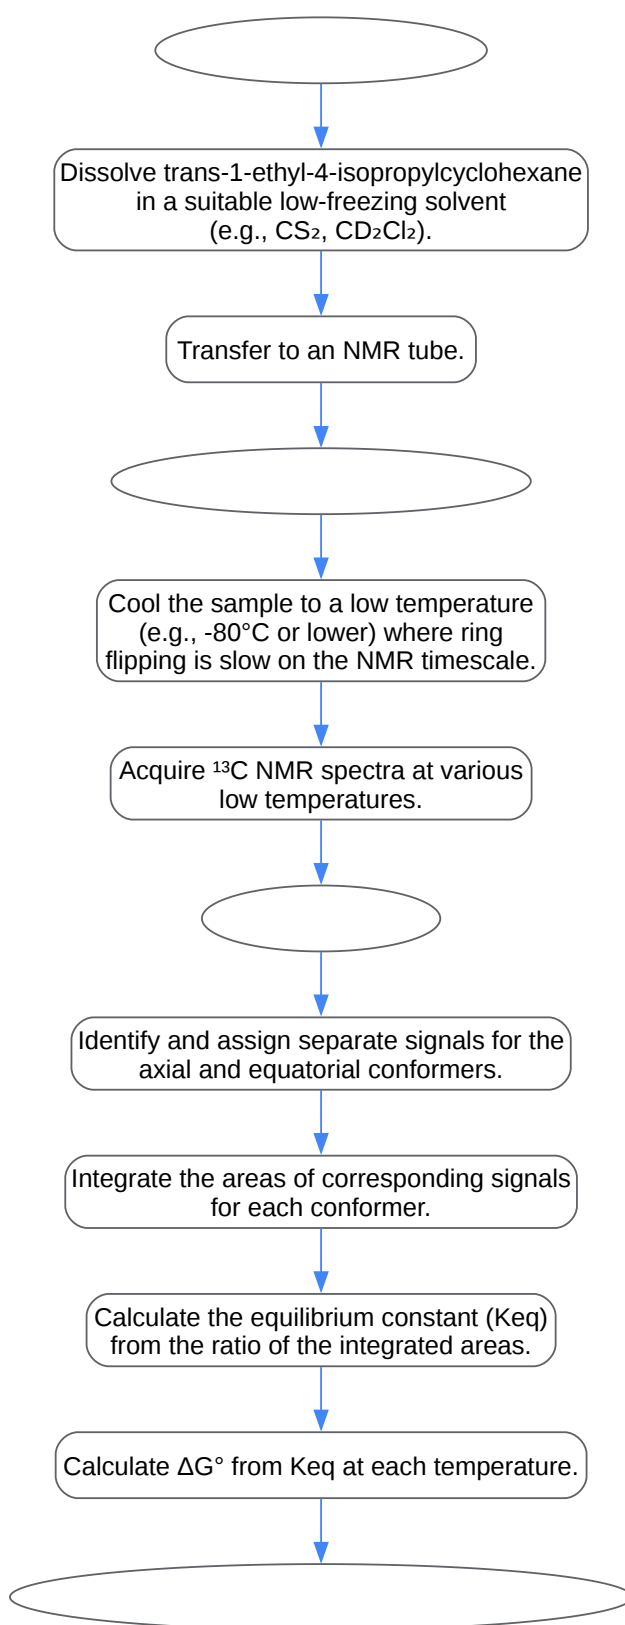 Dissolve trans-1-ethyl-4-isopropylcyclohexane
in a suitable low-freezing solvent
(e.g., CS₂, CD₂Cl₂).
Transfer to an NMR tube.
Cool the sample to a low temperature
(e.g., -80°C or lower) where ring
flipping is slow on the NMR timescale.
Acquire ¹³C NMR spectra at various
low temperatures.
Identify and assign separate signals for the
axial and equatorial conformers.
Integrate the areas of corresponding signals
for each conformer.
Calculate the equilibrium constant (Keq)
from the ratio of the integrated areas.
Calculate ΔG° from Keq at each temperature.